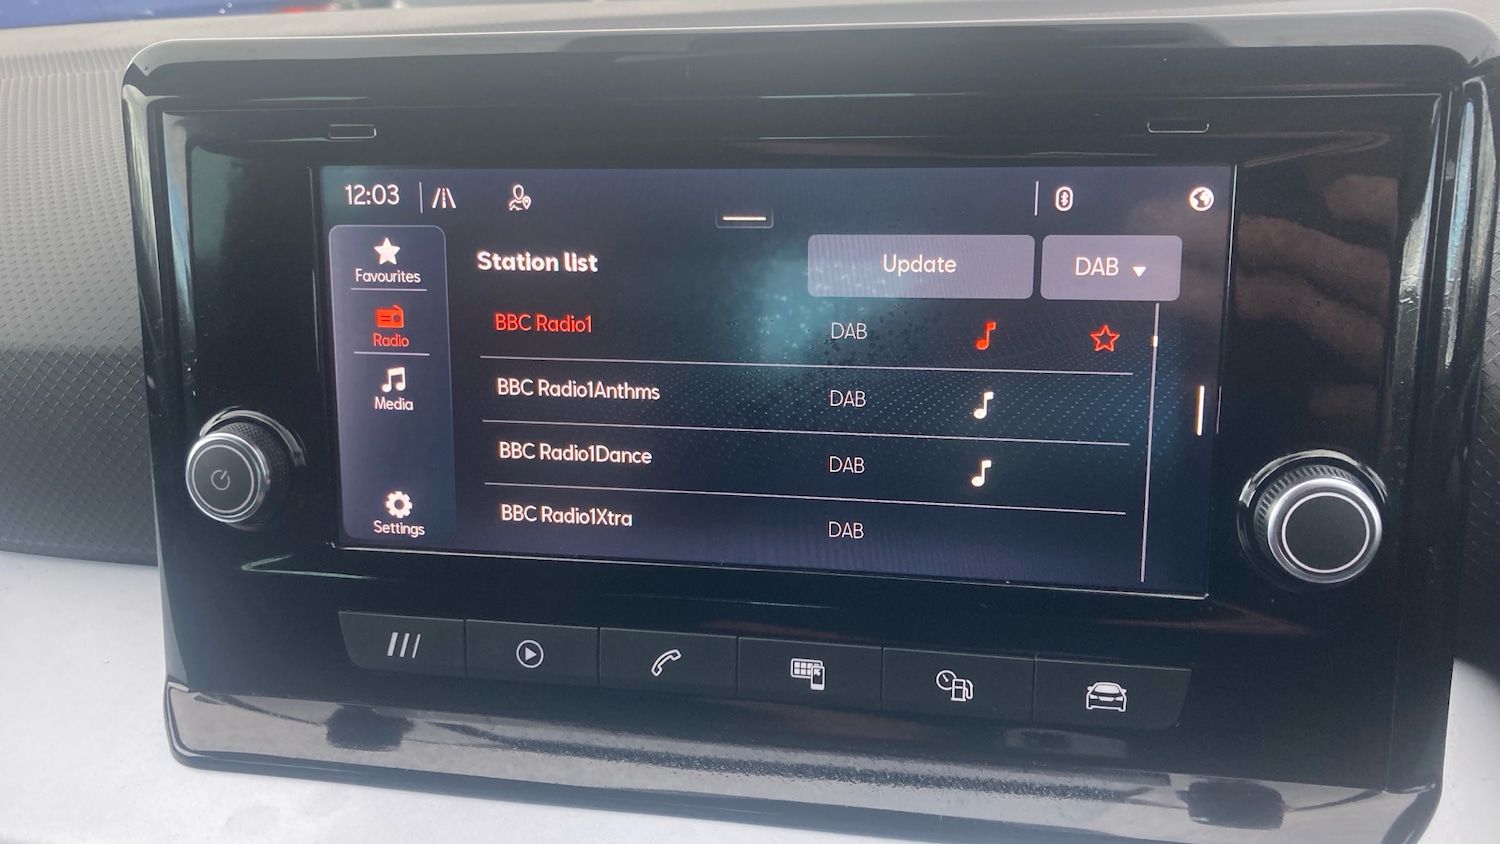 12:03
Favourites
Radio
Media
Settings
Station list
Update
DAB
BBC Radio1 DAB
BBC Radio1Anthms DAB
BBC Radio1Dance DAB
BBC Radio1Xtra DAB